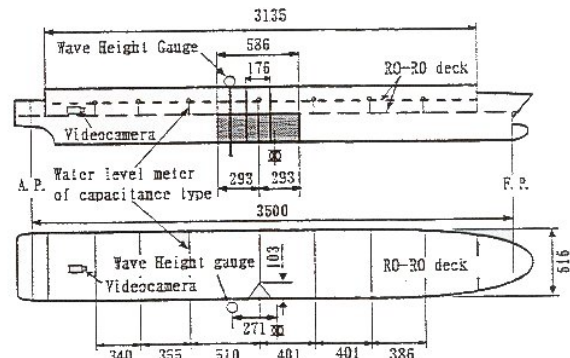 3135
Wave Height Gauge
586
176
RO-RO deck
Videocamera
Water level meter
of capacitance type
A.P.
293
293
F.P.
3500
Wave Height gauge
103
RO-RO deck
616
Videocamera
271
340
355
510
401
401
386